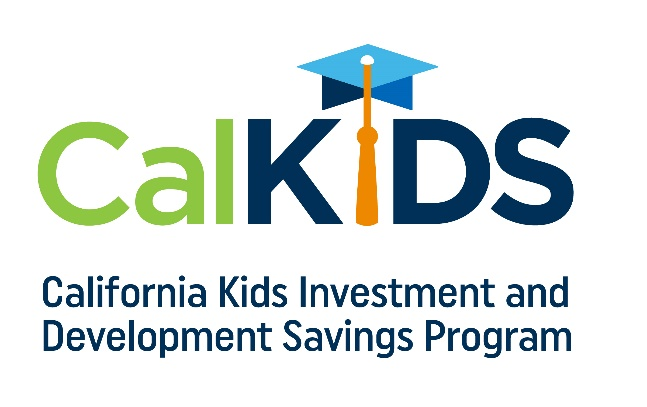 CalKIDS
California Kids Investment and
Development Savings Program